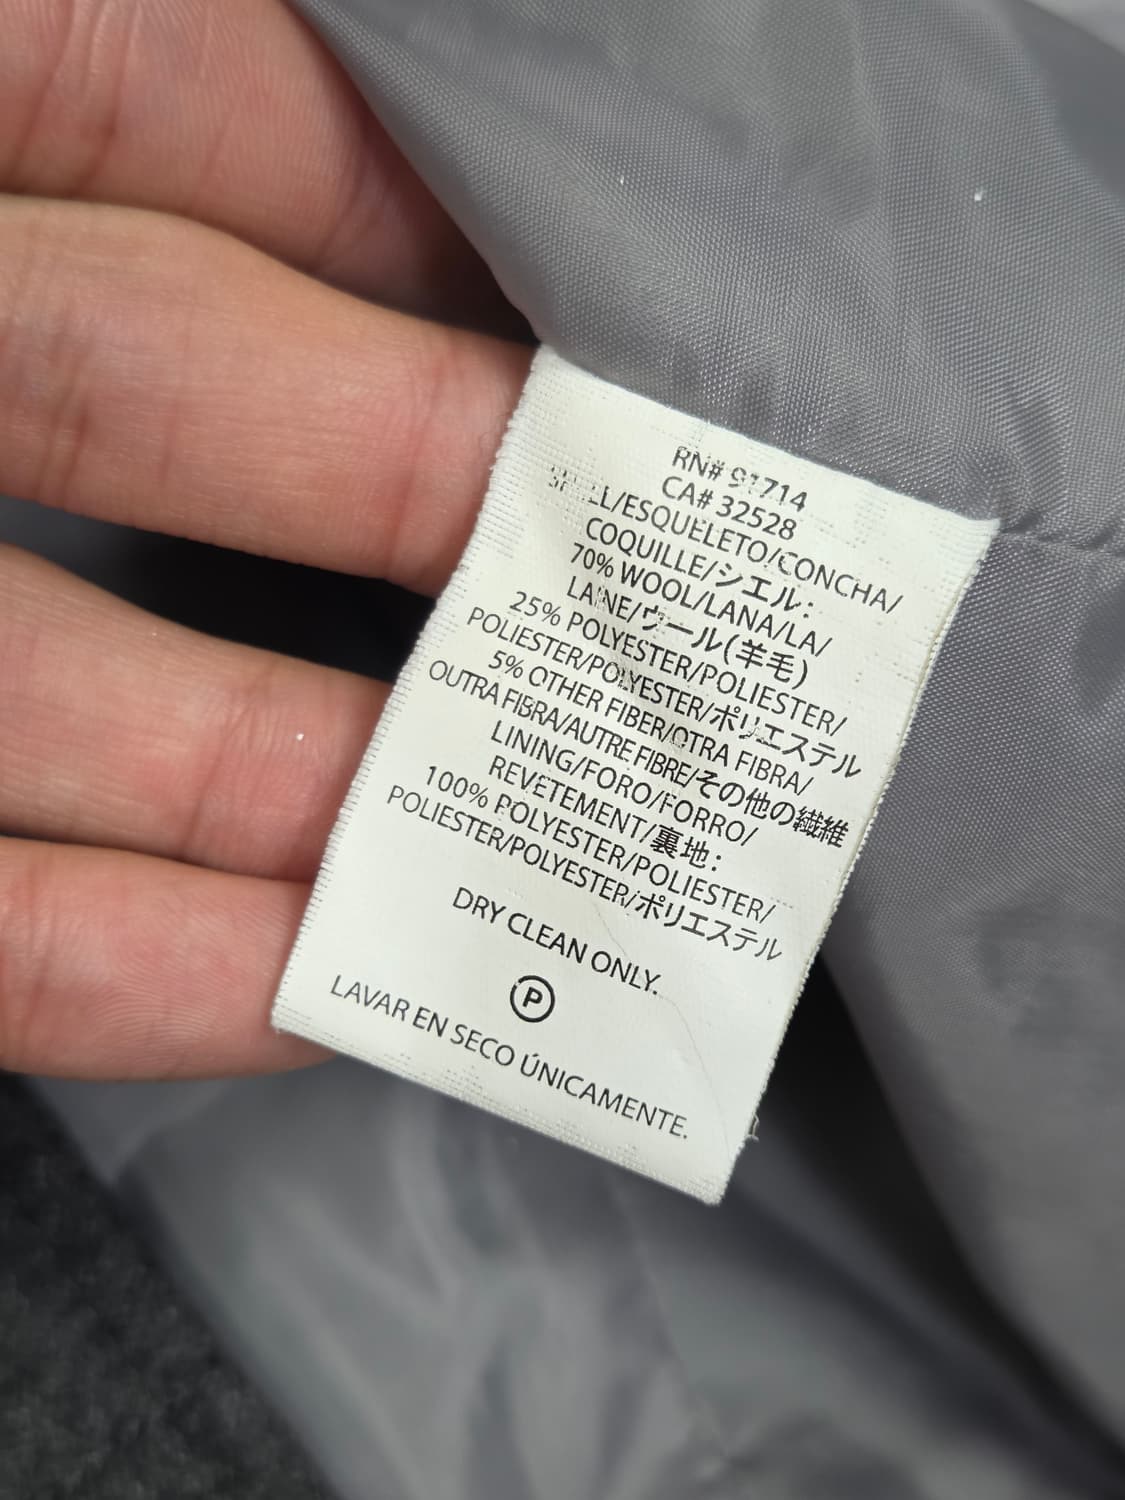 RN# 91714
CA# 32528
SHELL/ESQUELETO/CONCHA/
COQUILLE/シエル:
70% WOOL/LANA/LA/
LAINE/ウール(羊毛)
25% POLYESTER/POLIESTER/
POLIESTER/POLYESTER/ポリエステル
5% OTHER FIBER/OTRA FIBRA/
OUTRA FIBRA/AUTRE FIBRE/その他の繊維
LINING/FORO/FORRO/
REVETEMENT/裏地:
100% POLYESTER/POLIESTER/
POLIESTER/POLYESTER/ポリエステル
DRY CLEAN ONLY.
P
LAVAR EN SECO ÚNICAMENTE.